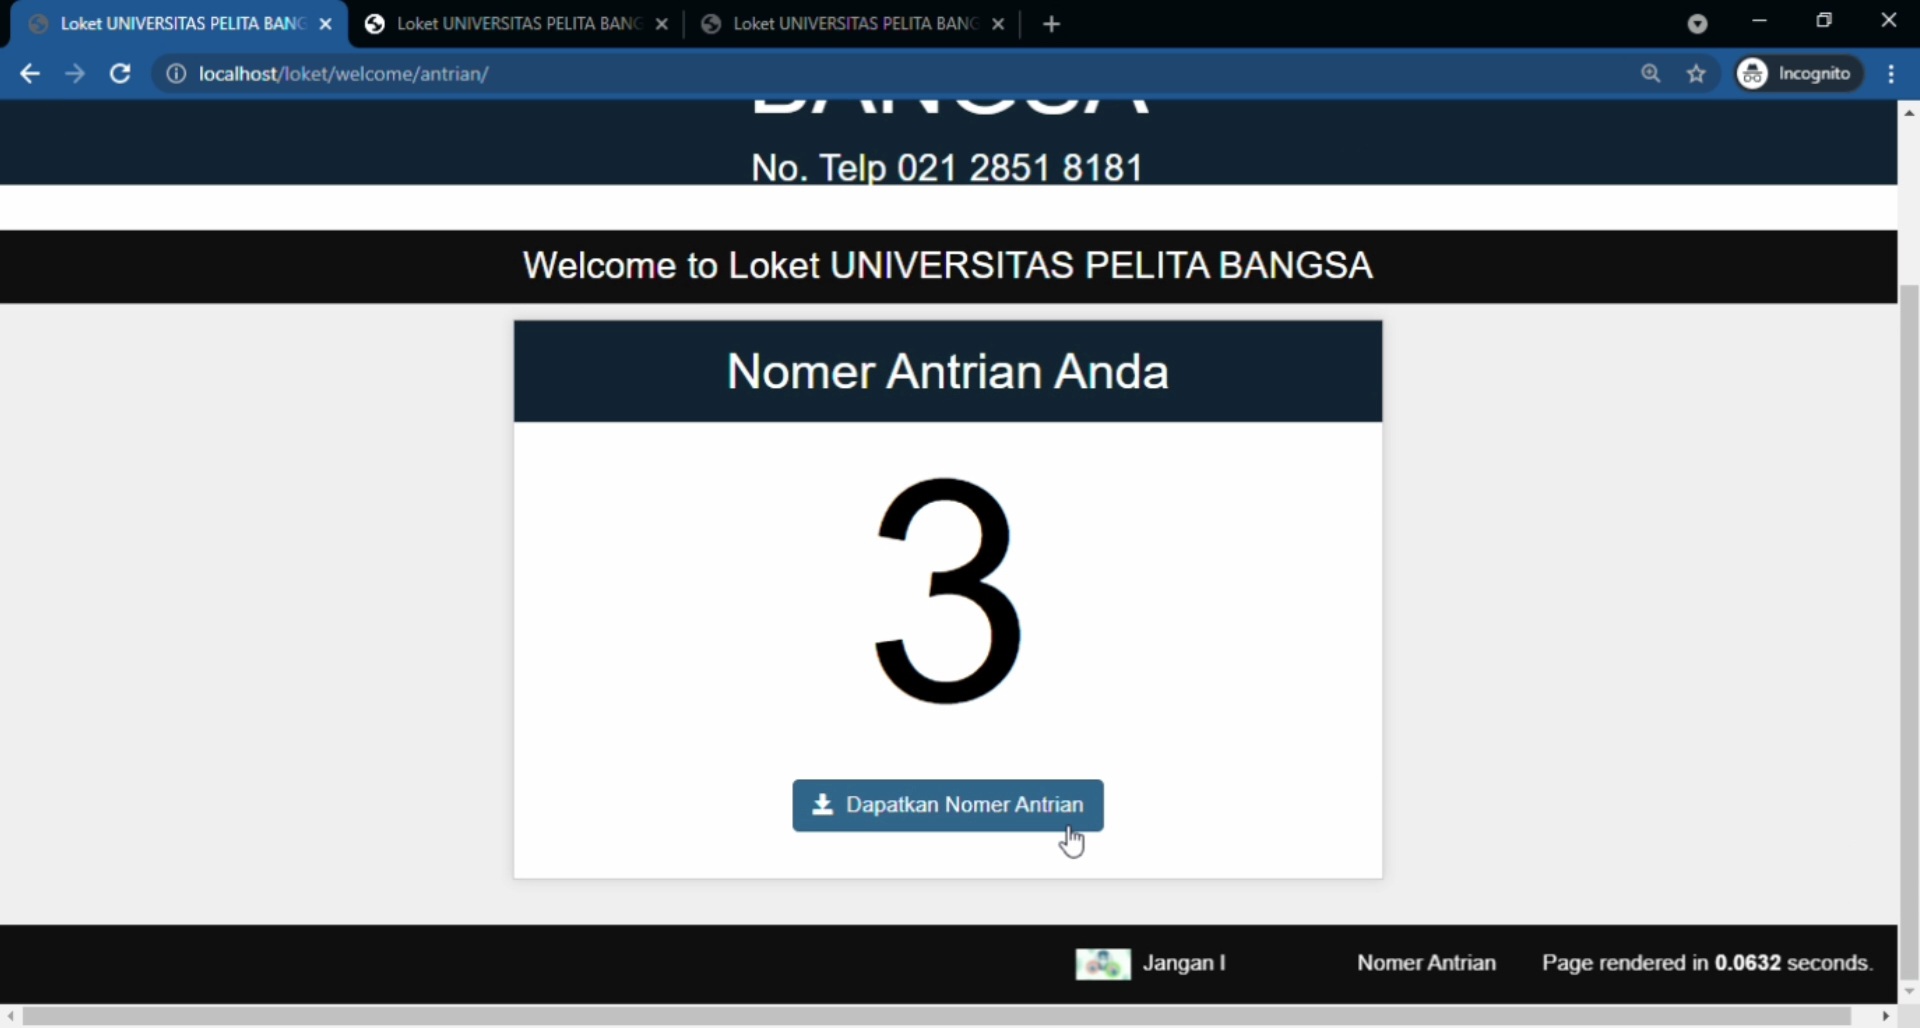 Loket UNIVERSITAS PELITA BANG
Loket UNIVERSITAS PELITA BANG
Loket UNIVERSITAS PELITA BANG
localhost/loket/welcome/antrian/
Incognito
BANGSA
No. Telp 021 2851 8181
Welcome to Loket UNIVERSITAS PELITA BANGSA
Nomer Antrian Anda
3
Dapatkan Nomer Antrian
Jangan l
Nomer Antrian
Page rendered in 0.0632 seconds.